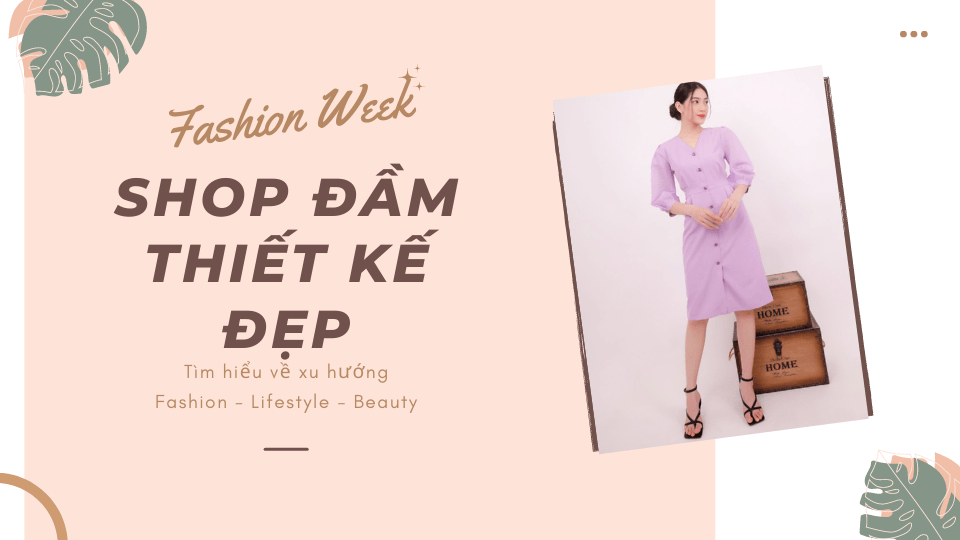 Fashion Week
SHOP ĐẦM
THIẾT KẾ
ĐẸP
Tìm hiểu về xu hướng
Fashion - Lifestyle - Beauty
HOME
HOME